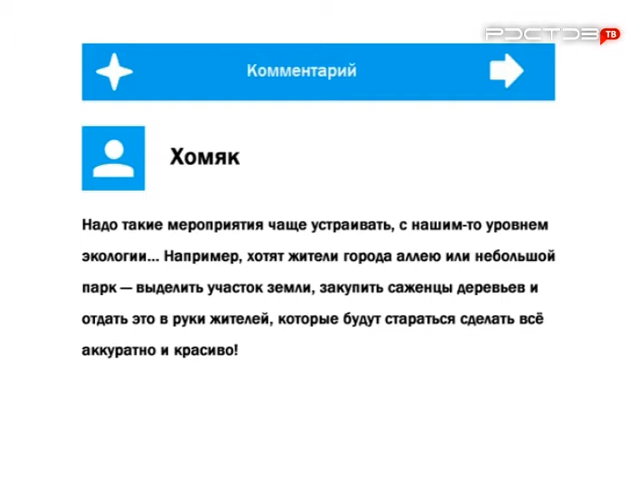 РОСТОВ ТВ
Комментарий
Хомяк
Надо такие мероприятия чаще устраивать, с нашим-то уровнем
экологии... Например, хотят жители города аллею или небольшой
парк — выделить участок земли, закупить саженцы деревьев и
отдать это в руки жителей, которые будут стараться сделать всё
аккуратно и красиво!